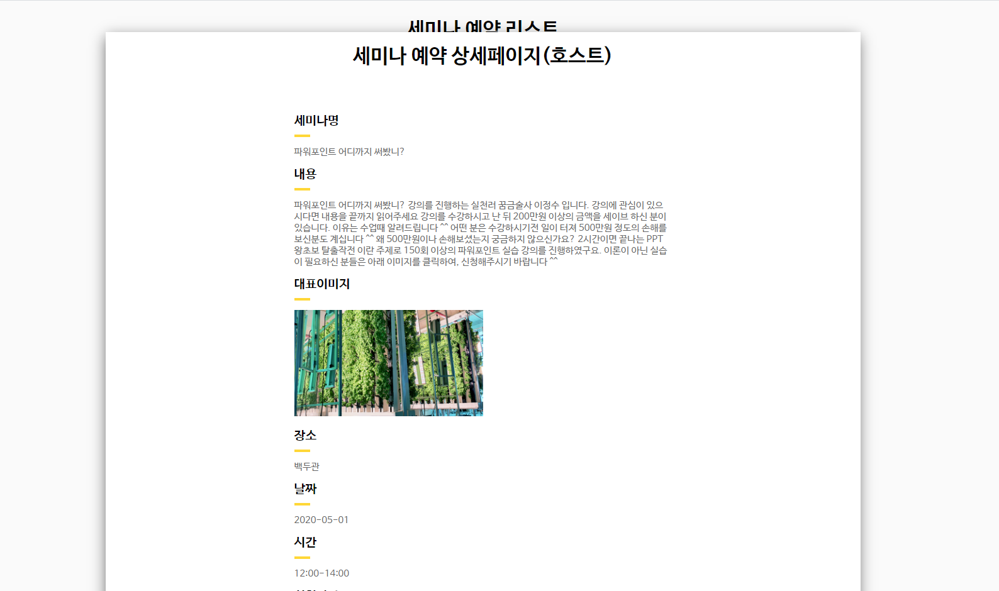 세미나 예약 리스트
세미나 예약 상세페이지(호스트)
세미나명
파워포인트 어디까지 써봤니?
내용
파워포인트 어디까지 써봤니? 강의를 진행하는 실천러 꿈금술사 이정수 입니다. 강의에 관심이 있으
시다면 내용을 끝까지 읽어주세요 강의를 수강하시고 난 뒤 200만원 이상의 금액을 세이브 하신 분이
있습니다. 이유는 수업때 알려드립니다 ^^ 어떤 분은 수강하시기전 일이 터져 500만원 정도의 손해를
보신분도 계십니다 ^^ 왜 500만원이나 손해보셨는지 궁금하지 않으신가요? 2시간이면 끝나는 PPT
왕초보 탈출작전 이란 주제로 150회 이상의 파워포인트 실습 강의를 진행하였구요. 이론이 아닌 실습
이 필요하신 분들은 아래 이미지를 클릭하여, 신청해주시기 바랍니다 ^^
대표이미지
장소
백두관
날짜
2020-05-01
시간
12:00-14:00